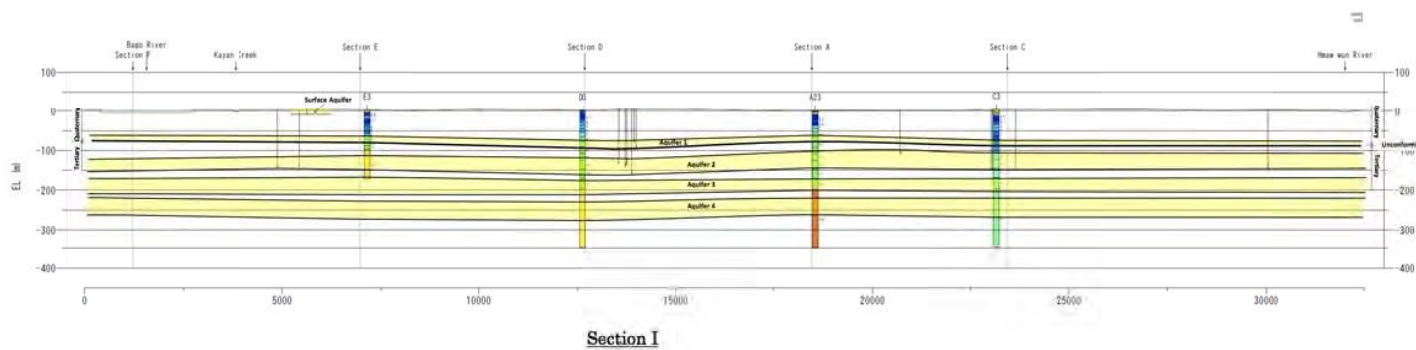 Bago River
Section F
Kayan Creek
Section E
Section D
Section A
Section C
Hmaw wun River
100
100
Surface Aquifer
E3
D3
A23
C3
0
0
Quaternary
Quaternary
Aquifer 1
Unconformi
-100
-100
Tertiary
Tertiary
Aquifer 2
EL (m)
-200
-200
Aquifer 3
Aquifer 4
-300
-300
-400
-400
0
5000
10000
15000
20000
25000
30000
Section I